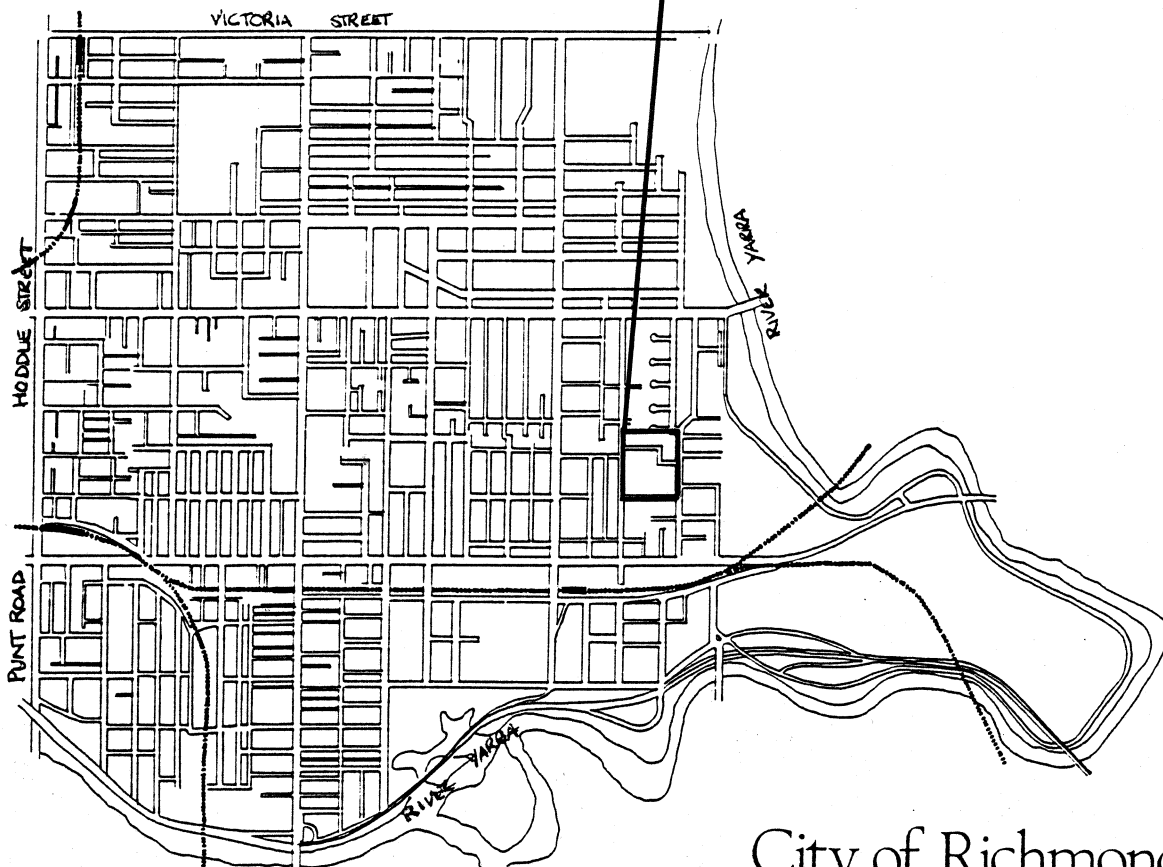 VICTORIA STREET
HODDLE STREET
RIVER YARRA
PUNT ROAD
RIVER YARRA
City of Richmond